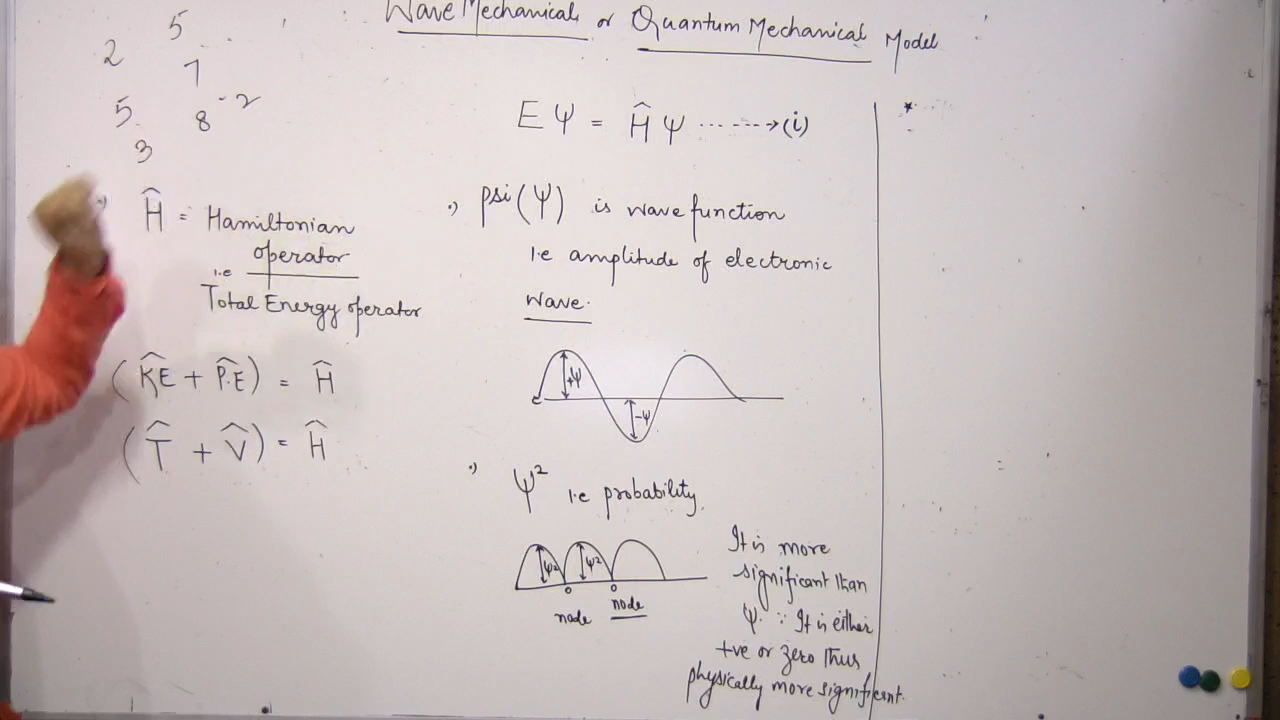 Wave Mechanical or Quantum Mechanical Model
5
2
7
5
8⁻²
3
Ĥ = Hamiltonian
operator
i.e
Total Energy operator
(K̂E + P̂.E) = Ĥ
(T̂ + V̂) = Ĥ
EΨ = ĤΨ ------→(i)
psi(Ψ) is wave function
i.e amplitude of electronic
wave.
e +Ψ -Ψ
Ψ² i.e probability.
Ψ² Ψ²
node node
It is more
significant than
Ψ. ∵ It is either
+ve or zero thus
physically more significant.
*